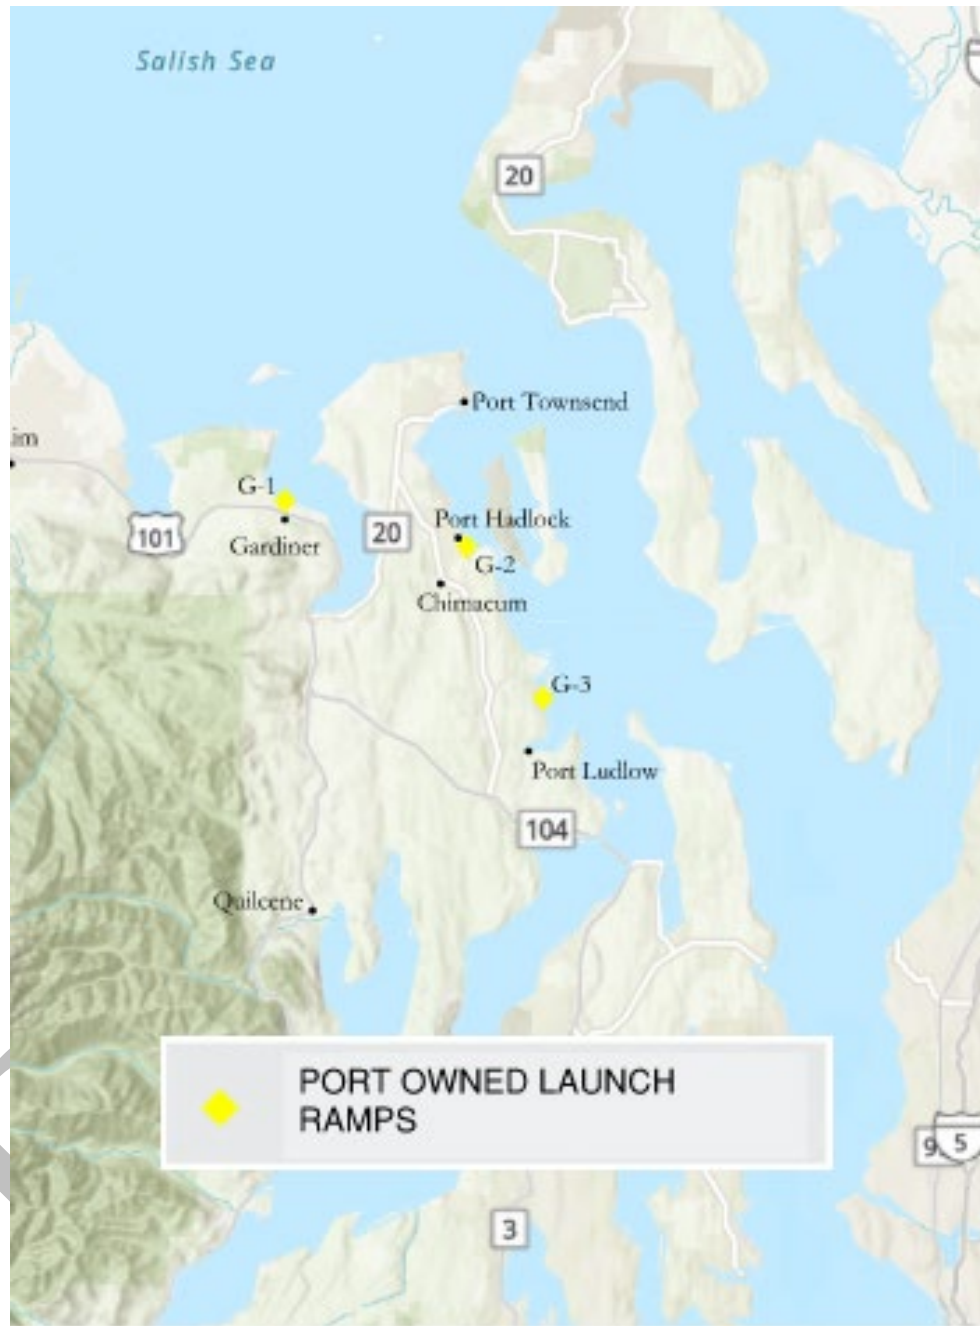 Salish Sea
20
Port Townsend
im
G-1
101
Gardiner
20
Port Hadlock
G-2
Chimacum
G-3
Port Ludlow
104
Quilcene
PORT OWNED LAUNCH
RAMPS
5
3